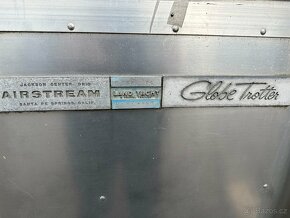 JACKSON CENTER, OHIO
AIRSTREAM
SANTA FE SPRINGS, CALIF.
LAND YACHT
Globe Trotter